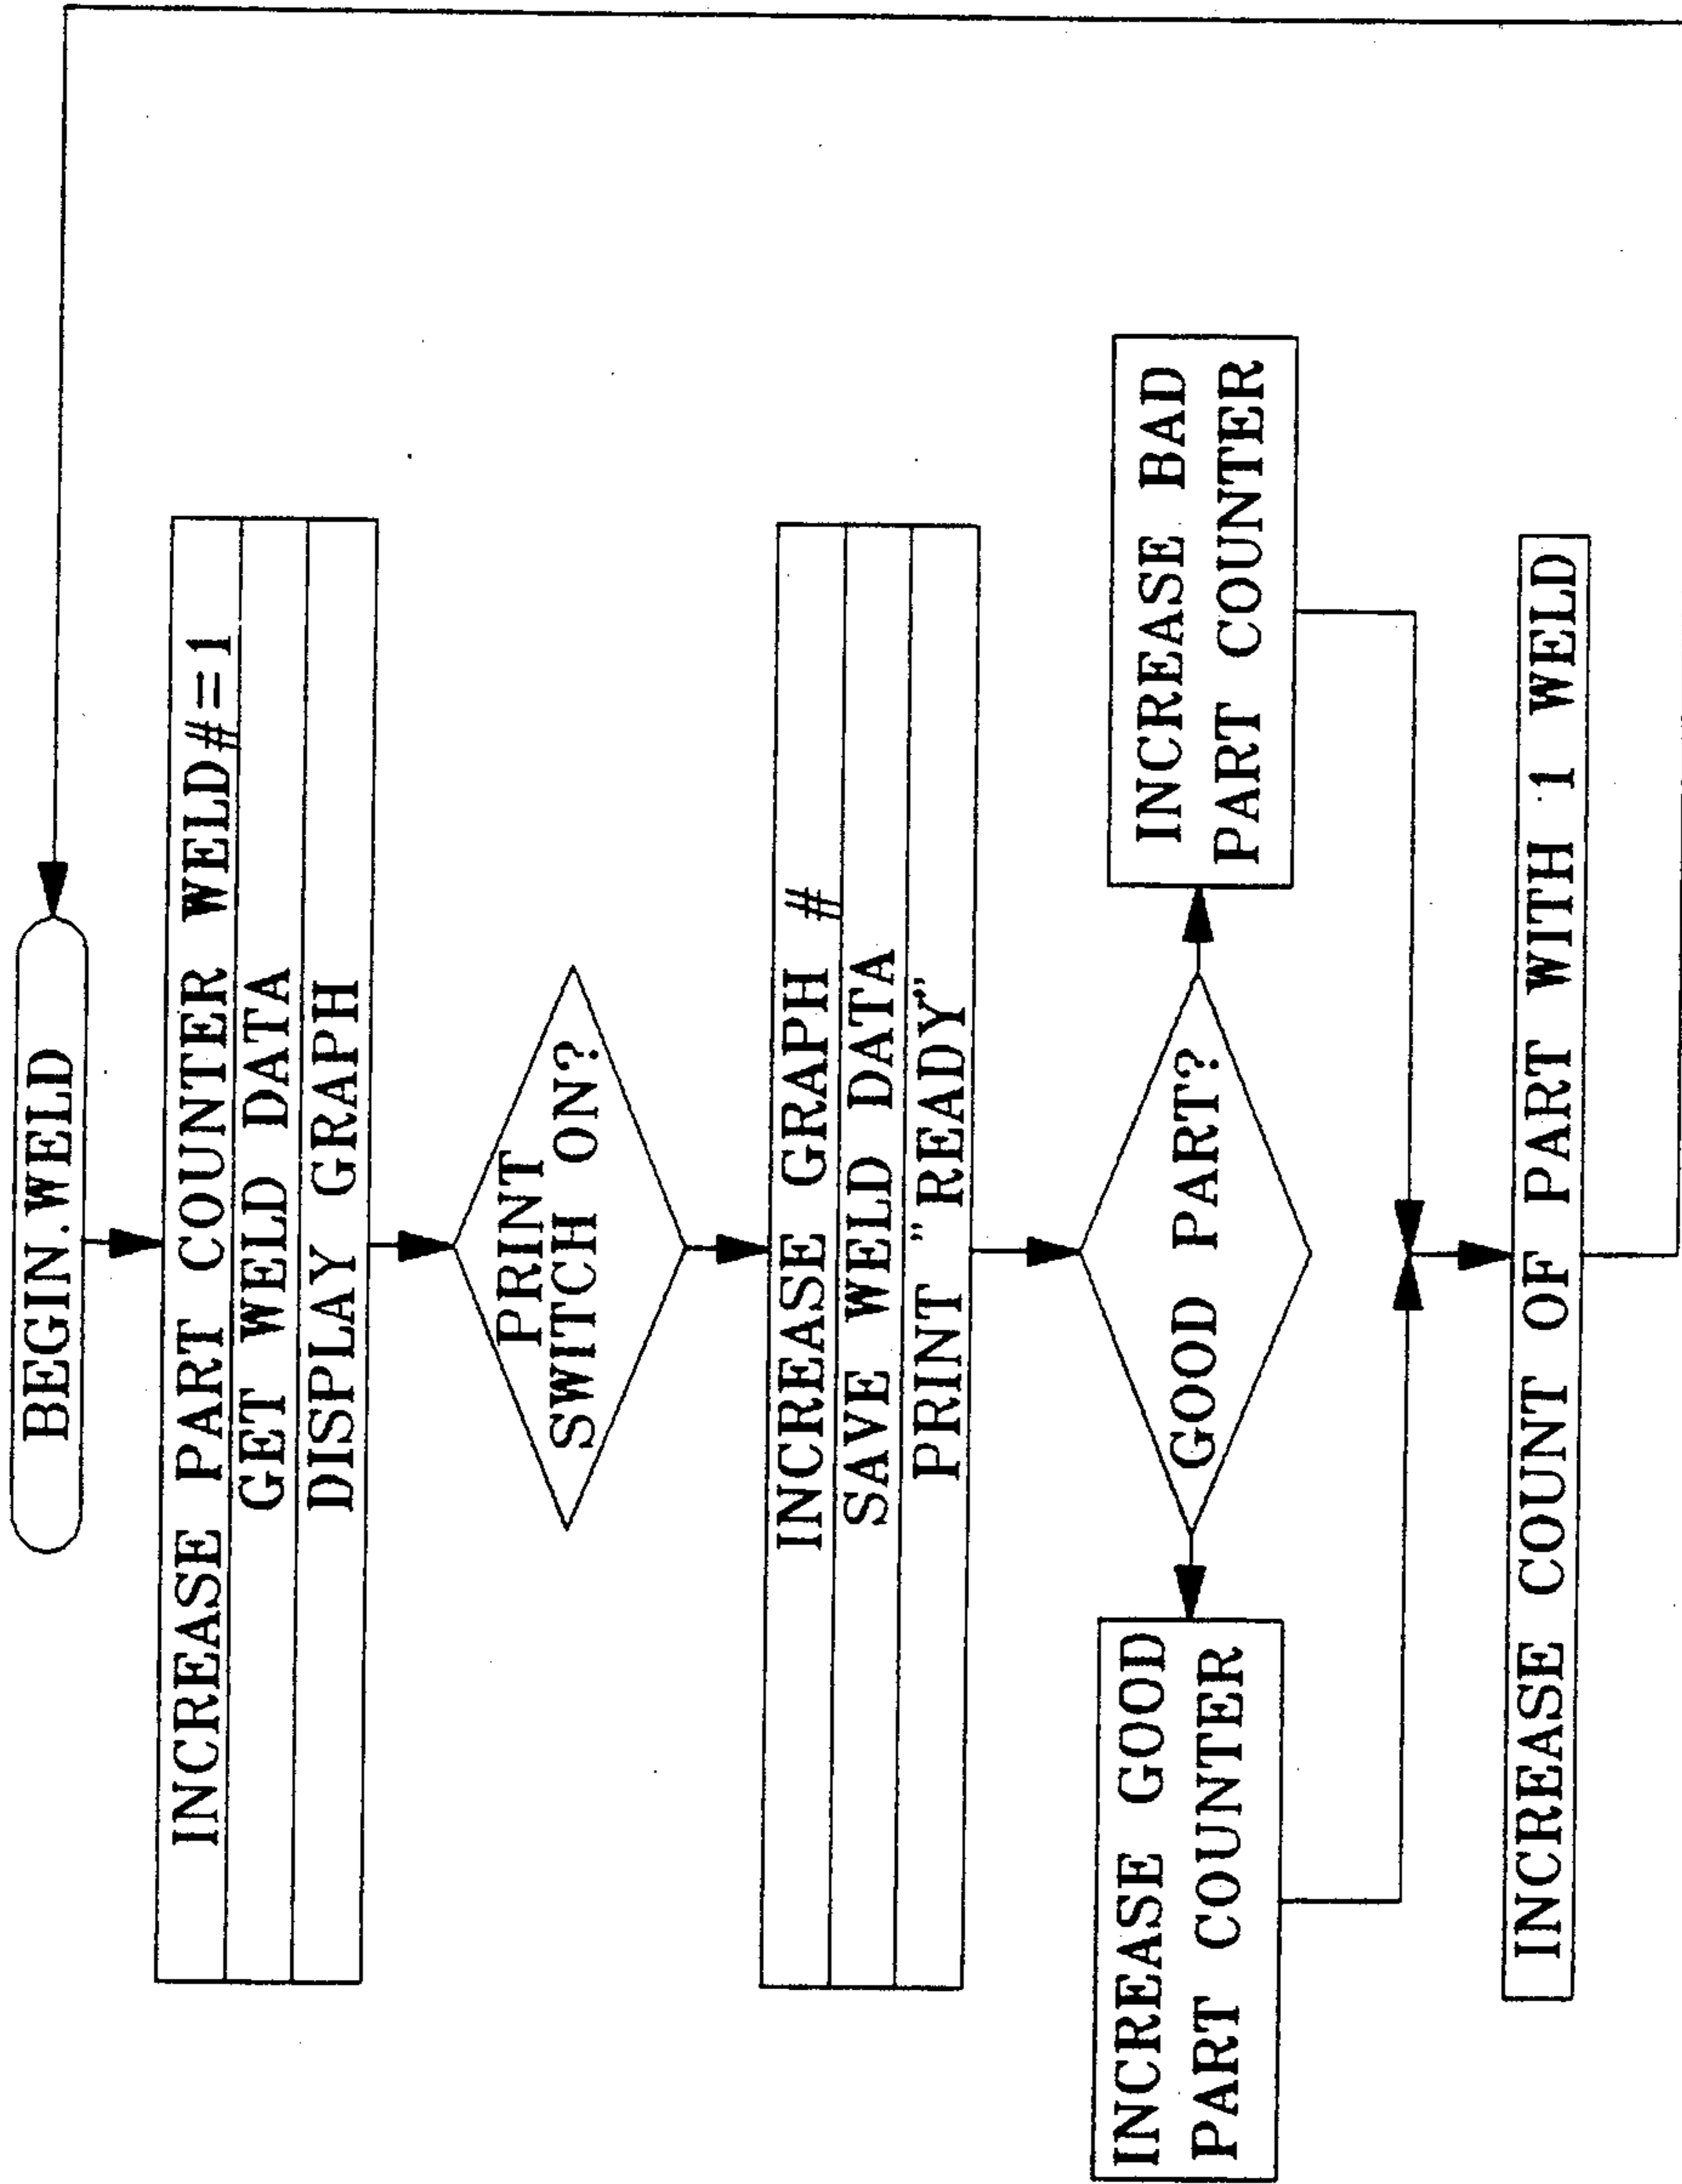 BEGIN.WELD
INCREASE PART COUNTER WELD#=1
GET WELD DATA
DISPLAY GRAPH
PRINT
SWITCH ON?
INCREASE GRAPH #
SAVE WELD DATA
PRINT "READY"
GOOD PART?
INCREASE GOOD
PART COUNTER
INCREASE BAD
PART COUNTER
INCREASE COUNT OF PART WITH 1 WELD